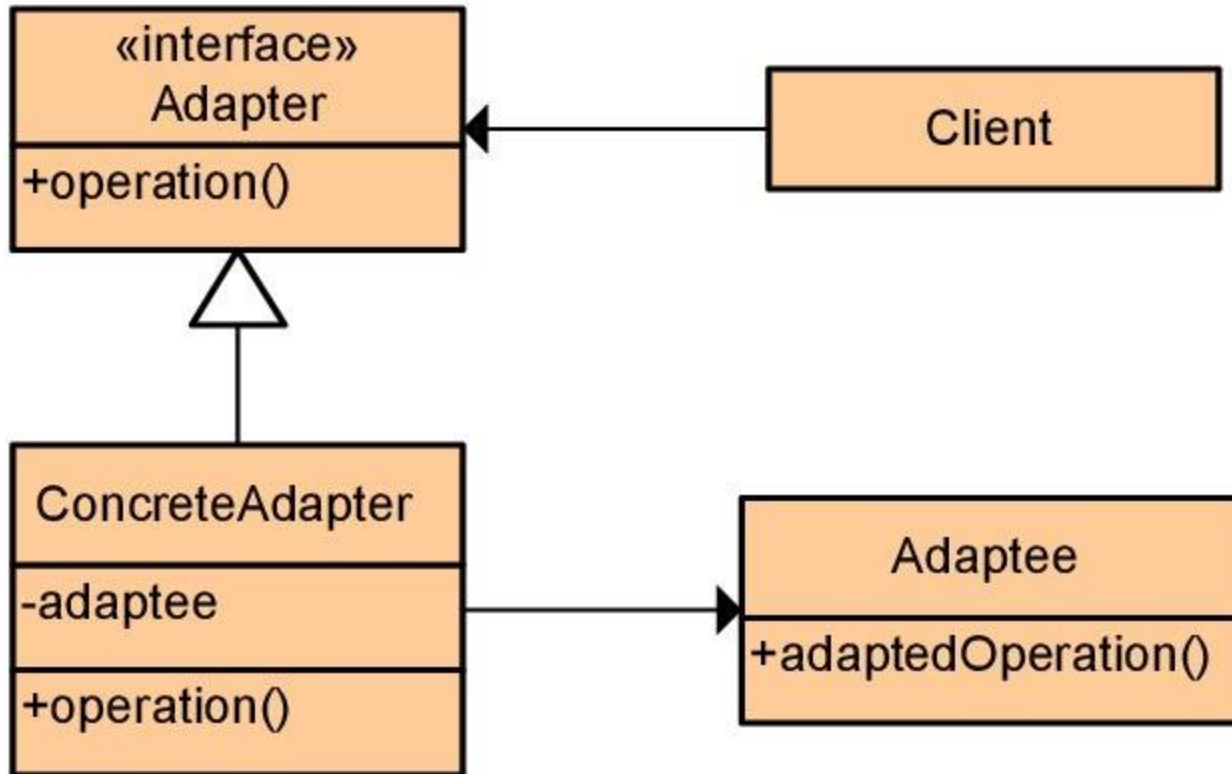 «interface»
Adapter
+operation()
Client
ConcreteAdapter
-adaptee
+operation()
Adaptee
+adaptedOperation()